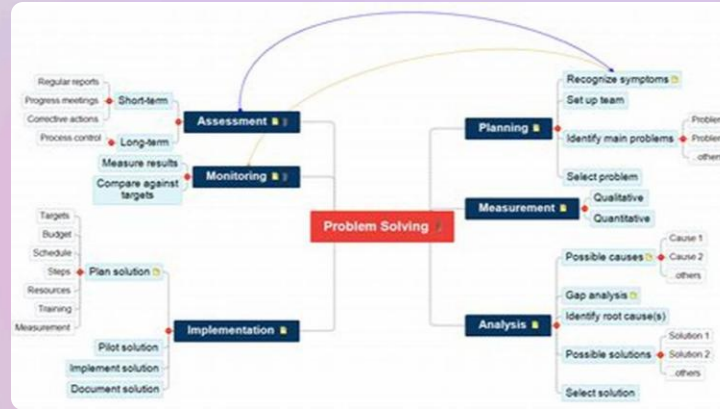 Problem Solving
Planning
Recognize symptoms
Set up team
Identify main problems
others
Select problem
Measurement
Qualitative
Quantitative
Analysis
Possible causes
Cause 1
Cause 2
others
Gap analysis
Identify root cause(s)
Possible solutions
Solution 1
Solution 2
others
Select solution
Assessment
Short-term
Regular reports
Progress meetings
Corrective actions
Long-term
Process control
Monitoring
Measure results
Compare against
targets
Implementation
Plan solution
Targets
Budget
Schedule
Steps
Resources
Training
Measurement
Pilot solution
Implement solution
Document solution